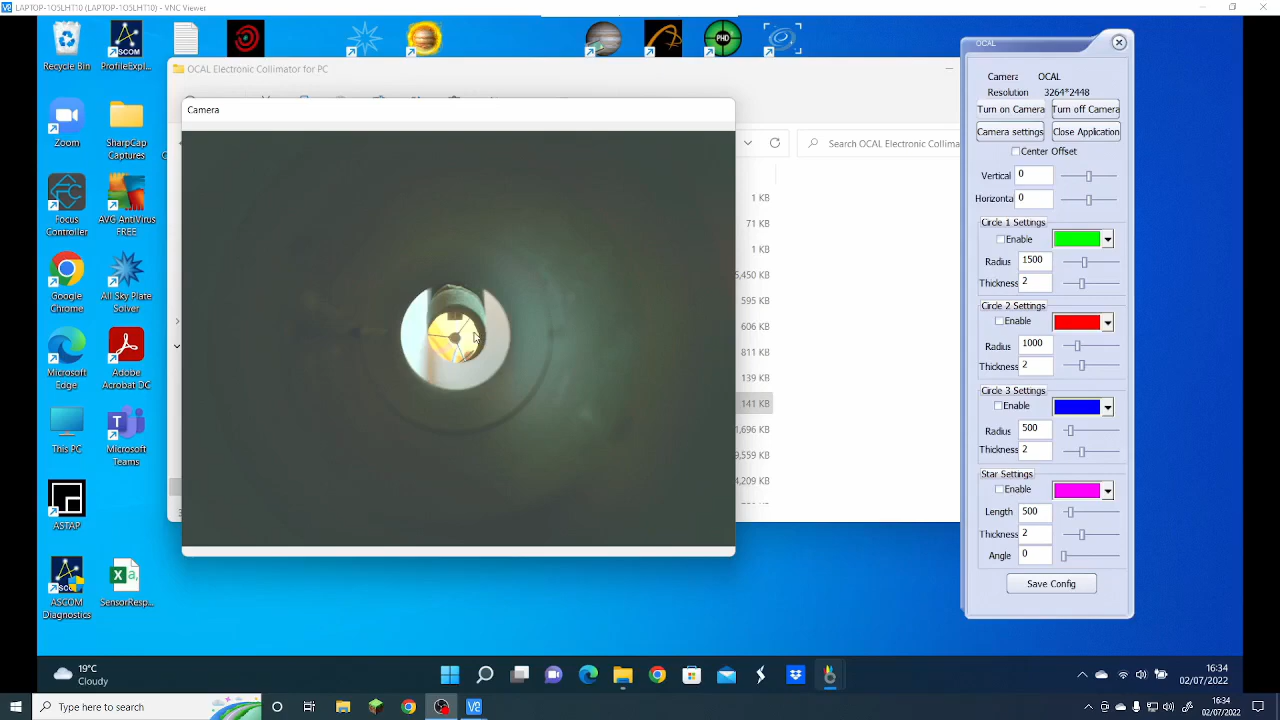 LAPTOP-1O5LHT10 (LAPTOP-1O5LHT10) - VNC Viewer
Recycle Bin
ProfileExpl...
OCAL Electronic Collimator for PC
Camera
Zoom
SharpCap Captures
Search OCAL Electronic Collima
1 KB
71 KB
1 KB
5,450 KB
595 KB
606 KB
811 KB
139 KB
141 KB
1,696 KB
9,559 KB
4,209 KB
Focus Controller
AVG AntiVirus FREE
Google Chrome
All Sky Plate Solver
Microsoft Edge
Adobe Acrobat DC
This PC
Microsoft Teams
ASTAP
ASCOM Diagnostics
SensorResp...
OCAL
Camera OCAL
Resolution 3264*2448
Turn on Camera Turn off Camera
Camera settings Close Application
Center Offset
Vertical 0
Horizontal 0
Circle 1 Settings
Enable
Radius 1500
Thickness 2
Circle 2 Settings
Enable
Radius 1000
Thickness 2
Circle 3 Settings
Enable
Radius 500
Thickness 2
Star Settings
Enable
Length 500
Thickness 2
Angle 0
Save Config
19°C
Cloudy
16:34
02/07/2022
Type here to search
16:34
02/07/2022